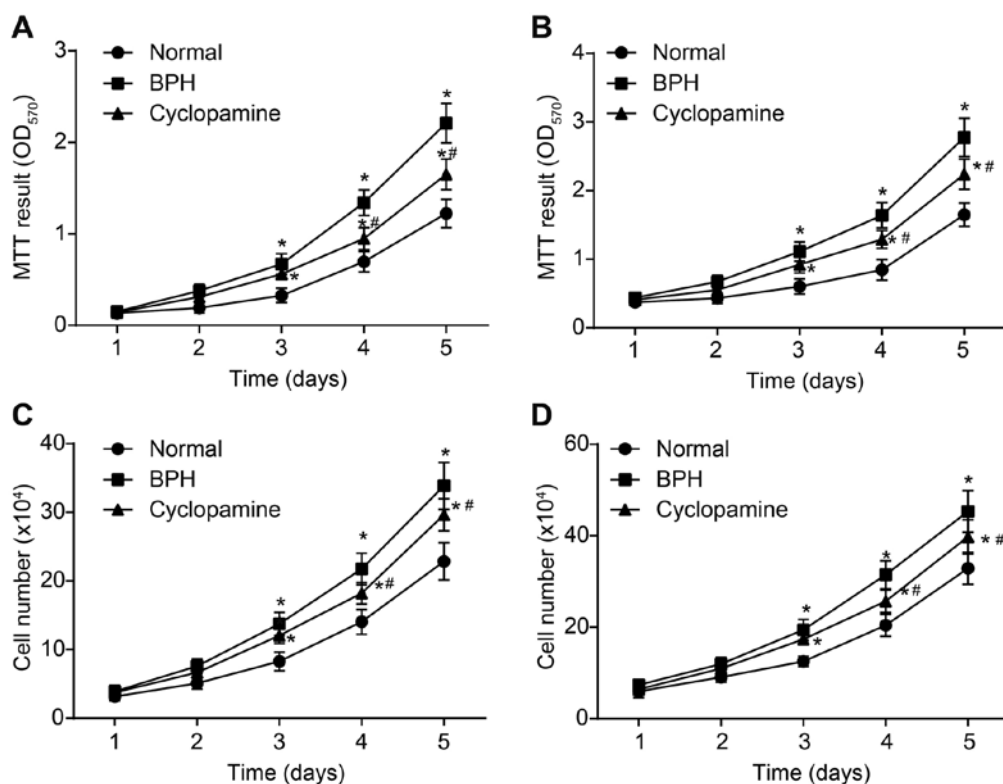 A
Normal
BPH
Cyclopamine
MTT result (OD570)
3
2
1
0
*
*
*#
*
*#
*
1 2 3 4 5
Time (days)
B
Normal
BPH
Cyclopamine
MTT result (OD570)
4
3
2
1
0
*
*
*#
*
*#
*
1 2 3 4 5
Time (days)
C
Normal
BPH
Cyclopamine
Cell number (x10⁴)
40
30
20
10
0
*
*#
*
*#
*
*
1 2 3 4 5
Time (days)
D
Normal
BPH
Cyclopamine
Cell number (x10⁴)
60
40
20
0
*
*#
*
*#
*
*
1 2 3 4 5
Time (days)